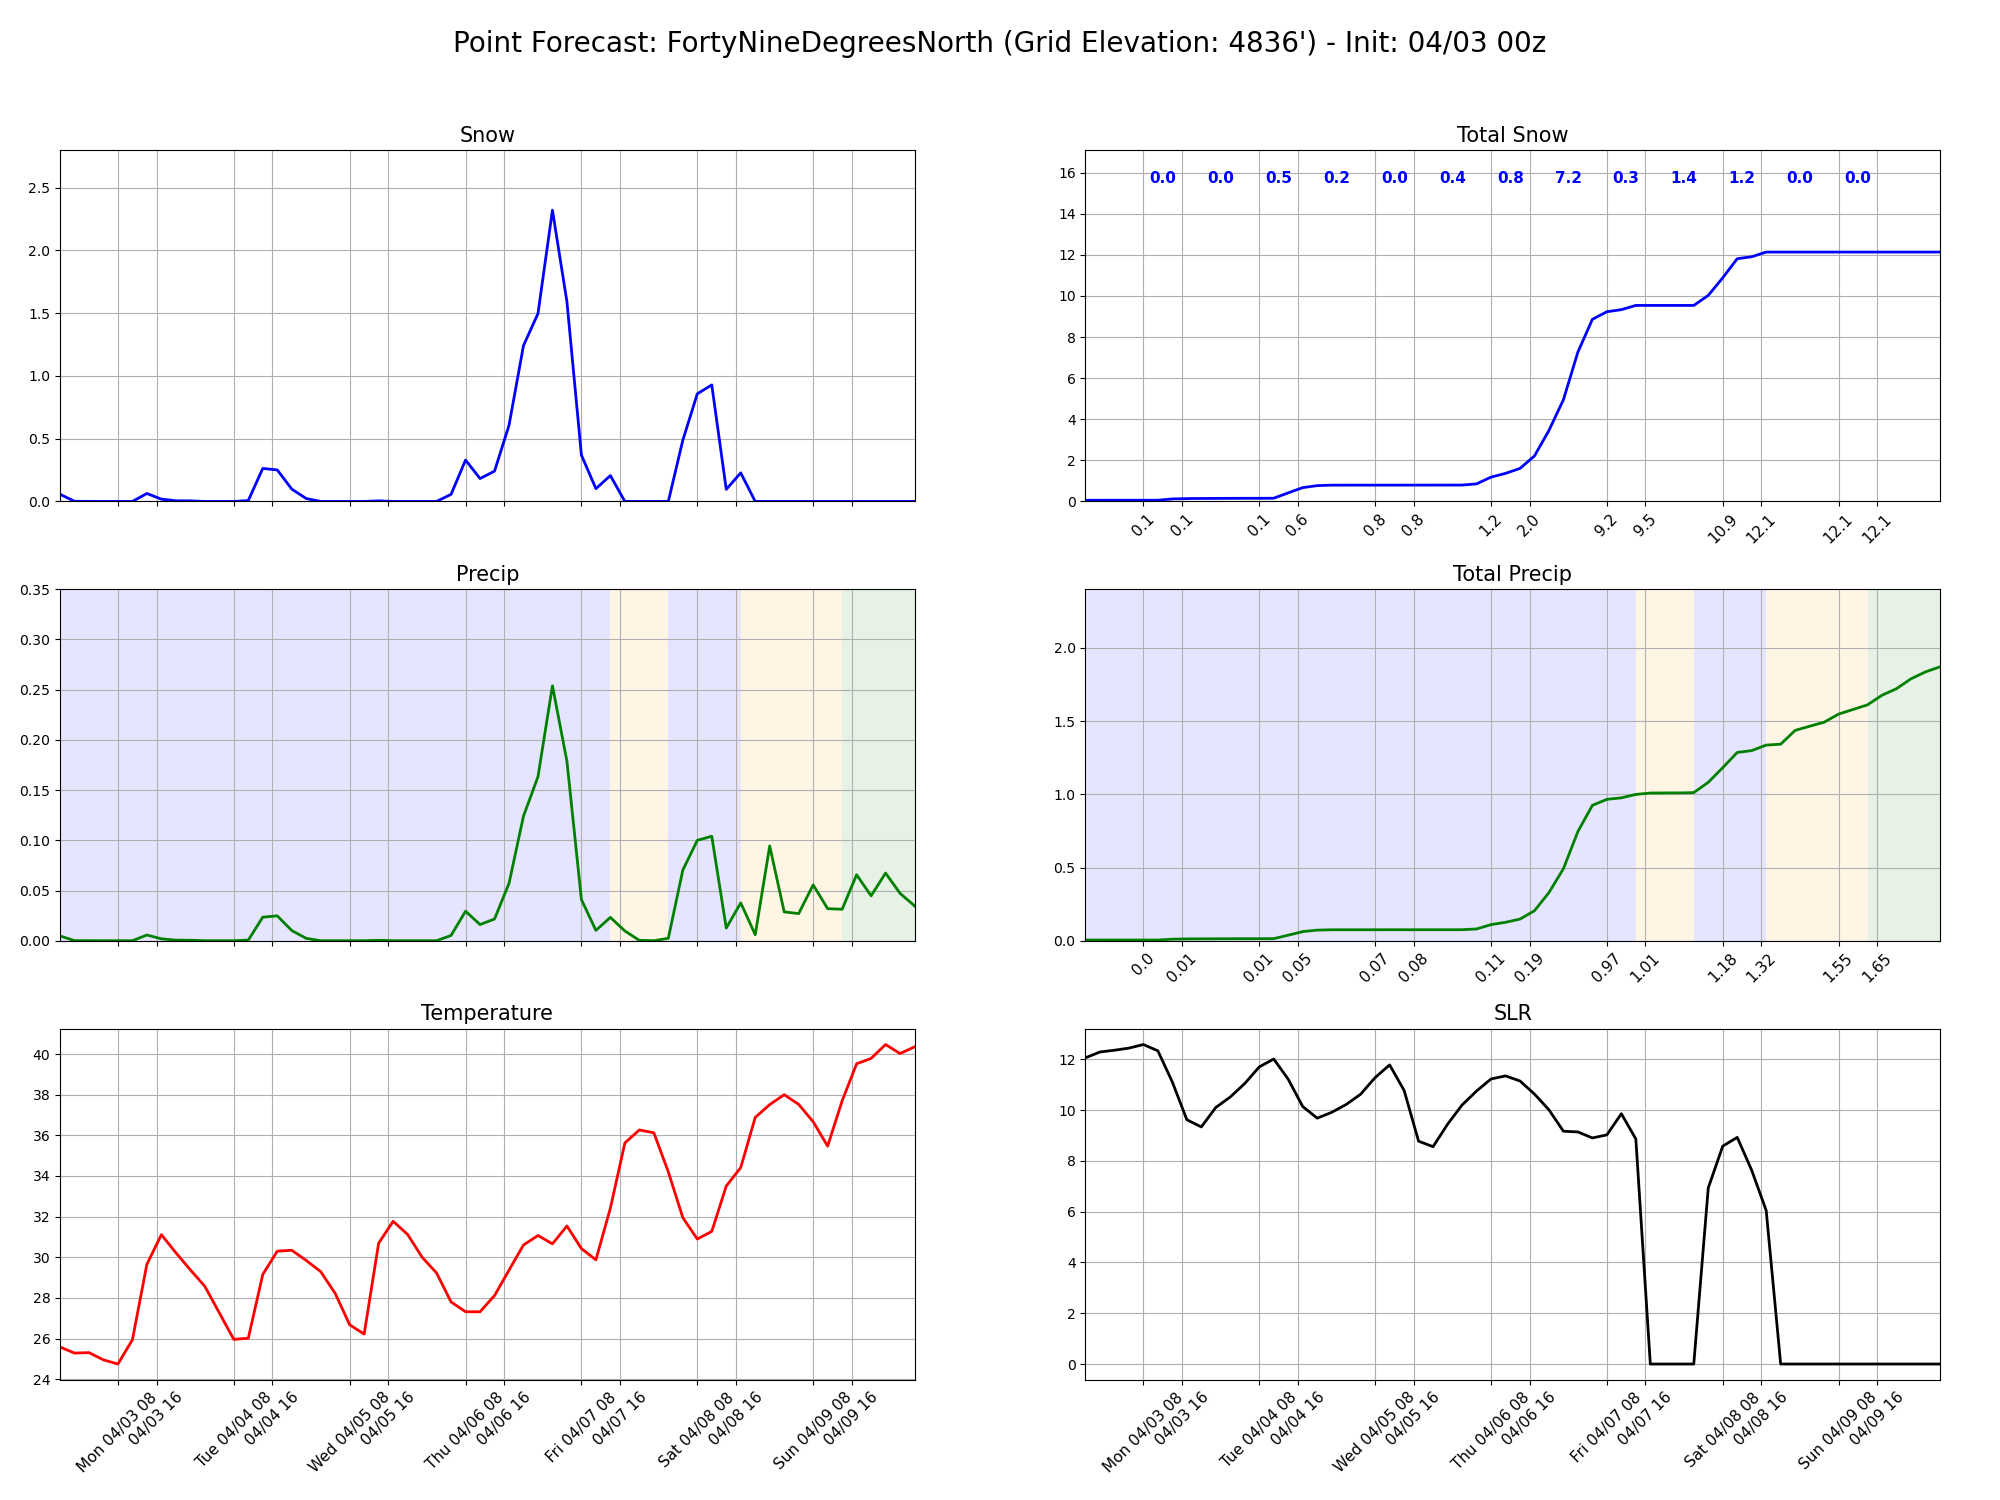 Point Forecast: FortyNineDegreesNorth (Grid Elevation: 4836') - Init: 04/03 00z
Snow
2.5
2.0
1.5
1.0
0.5
0.0
Total Snow
0.0 0.0 0.5 0.2 0.0 0.4 0.8 7.2 0.3 1.4 1.2 0.0 0.0
16
14
12
10
8
6
4
2
0
0.1 0.1 0.1 0.6 0.8 0.8 1.2 2.0 9.2 9.5 10.9 12.1 12.1 12.1
Precip
0.35
0.30
0.25
0.20
0.15
0.10
0.05
0.00
Total Precip
2.0
1.5
1.0
0.5
0.0
0.0 0.01 0.01 0.05 0.07 0.08 0.11 0.19 0.97 1.01 1.18 1.32 1.55 1.65
Temperature
40
38
36
34
32
30
28
26
24
Mon 04/03 08
04/03 16
Tue 04/04 08
04/04 16
Wed 04/05 08
04/05 16
Thu 04/06 08
04/06 16
Fri 04/07 08
04/07 16
Sat 04/08 08
04/08 16
Sun 04/09 08
04/09 16
SLR
12
10
8
6
4
2
0
Mon 04/03 08
04/03 16
Tue 04/04 08
04/04 16
Wed 04/05 08
04/05 16
Thu 04/06 08
04/06 16
Fri 04/07 08
04/07 16
Sat 04/08 08
04/08 16
Sun 04/09 08
04/09 16